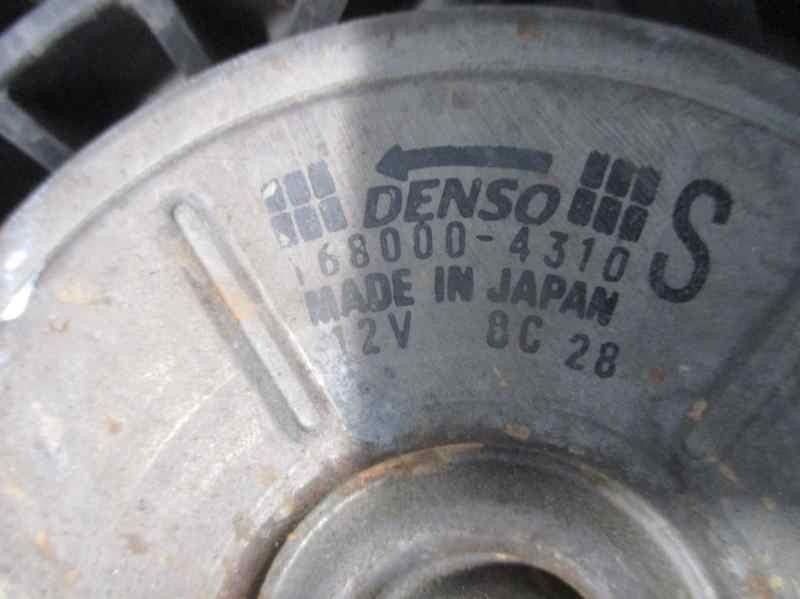 DENSO
168000-4310 S
MADE IN JAPAN
12V 8C 28